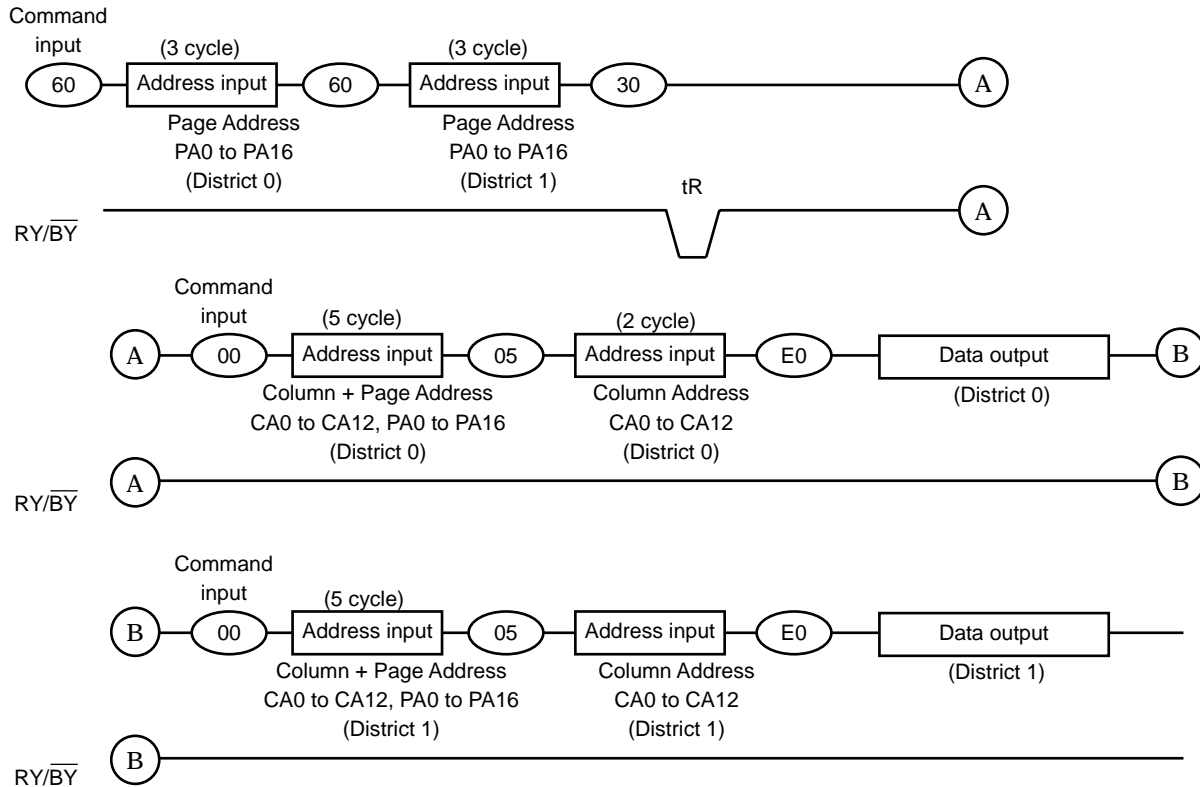 Command
input
(3 cycle)
(3 cycle)
60
Address input
60
Address input
30
A
Page Address
PA0 to PA16
(District 0)
Page Address
PA0 to PA16
(District 1)
tR
RY/BY
A
Command
input
(5 cycle)
(2 cycle)
A
00
Address input
05
Address input
E0
Data output
B
Column + Page Address
CA0 to CA12, PA0 to PA16
(District 0)
Column Address
CA0 to CA12
(District 0)
(District 0)
RY/BY
A
B
Command
input
(5 cycle)
B
00
Address input
05
Address input
E0
Data output
Column + Page Address
CA0 to CA12, PA0 to PA16
(District 1)
Column Address
CA0 to CA12
(District 1)
(District 1)
RY/BY
B